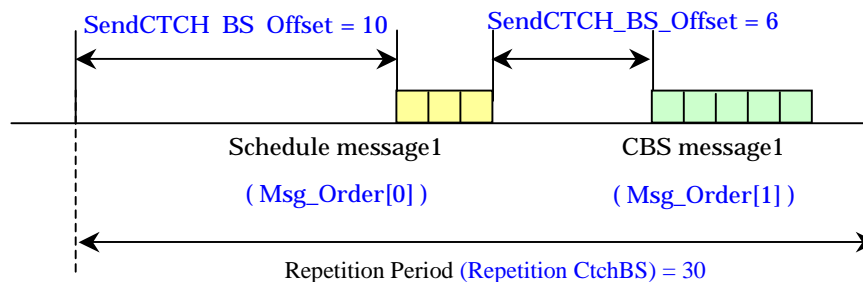 SendCTCH BS Offset = 10
SendCTCH_BS_Offset = 6
Schedule message1
CBS message1
( Msg_Order[0] )
( Msg_Order[1] )
Repetition Period (Repetition CtchBS) = 30